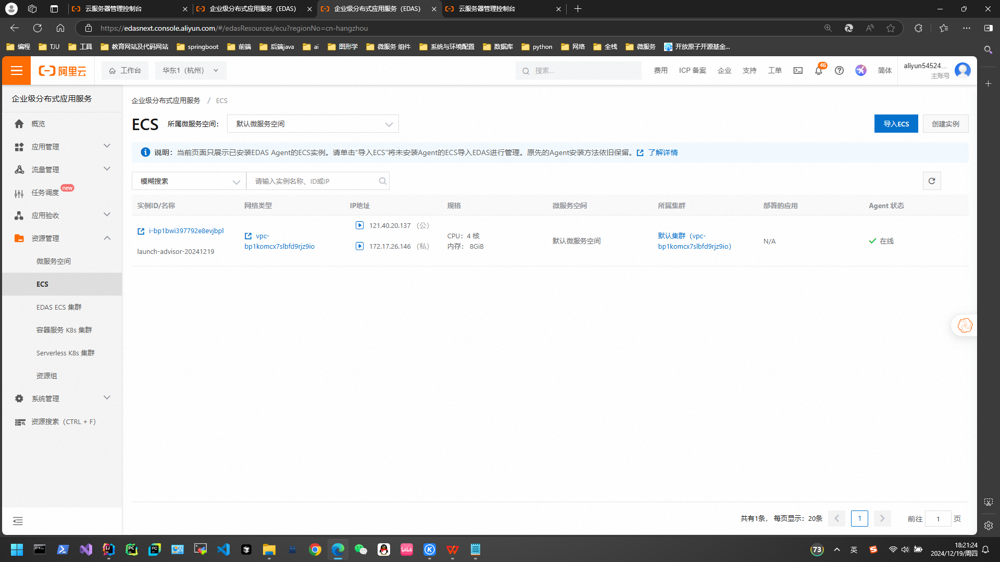 云服务器管理控制台
企业级分布式应用服务（EDAS）
企业级分布式应用服务（EDAS）
云服务器管理控制台
https://edasnext.console.aliyun.com/#/edasResources/ecu?regionNo=cn-hangzhou
编程
TJU
工具
教育网站及代码网站
springboot
前端
后端java
ai
图形学
微服务 组件
系统与环境配置
数据库
python
网络
全栈
微服务
开放原子开源基金...
阿里云
工作台
华东1（杭州）
搜索...
费用
ICP 备案
企业
支持
工单
46
简体
aliyun54524...
主账号
企业级分布式应用服务
概览
应用管理
流量管理
任务调度
new
应用验收
资源管理
微服务空间
ECS
EDAS ECS 集群
容器服务 K8s 集群
Serverless K8s 集群
资源组
系统管理
资源搜索（CTRL + F）
企业级分布式应用服务 / ECS
ECS
所属微服务空间：
默认微服务空间
导入ECS
创建实例
说明：当前页面只展示已安装EDAS Agent的ECS实例。请单击“导入ECS”将未安装Agent的ECS导入EDAS进行管理。原先的Agent安装方法依旧保留。 了解详情
模糊搜索
请输入实例名称、ID或IP
实例ID/名称
网络类型
IP地址
规格
微服务空间
所属集群
部署的应用
Agent 状态
i-bp1bwi397792e8evjbpl
launch-advisor-20241219
vpc-
bp1komcx7slbfd9rjz9io
121.40.20.137 （公）
172.17.26.146 （私）
CPU：4 核
内存： 8GiB
默认微服务空间
默认集群（vpc-
bp1komcx7slbfd9rjz9io）
N/A
在线
共有1条， 每页显示：20条
1
前往
1
页
73
英
18:21:24
2024/12/19/周四